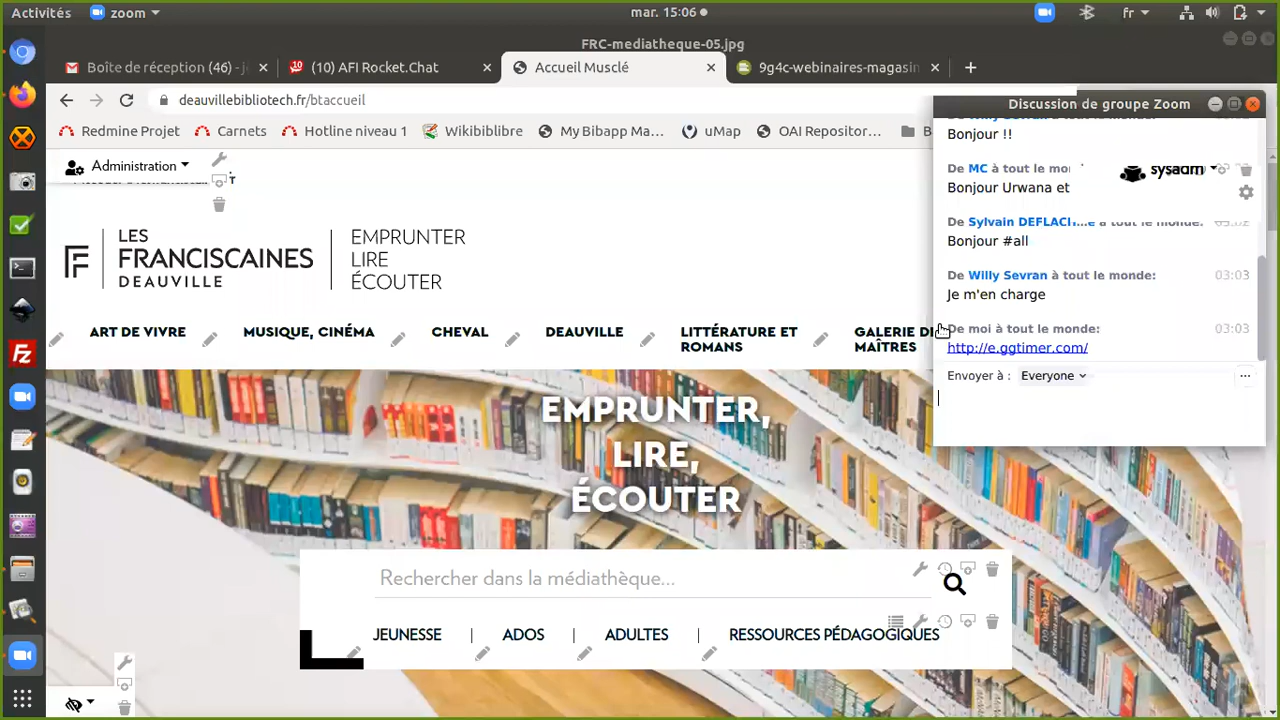 Activités
zoom
mar. 15:06
fr
FRC-mediatheque-05.jpg
Boîte de réception (46) - j
(10) AFI Rocket.Chat
Accueil Musclé
9g4c-webinaires-magasin
deauvillebibliotech.fr/btaccueil
Redmine Projet
Carnets
Hotline niveau 1
Wikibiblibre
My Bibapp Ma…
uMap
OAI Repositor…
B
Administration
LES
FRANCISCAINES
DEAUVILLE
EMPRUNTER
LIRE
ÉCOUTER
ART DE VIVRE
MUSIQUE, CINÉMA
CHEVAL
DEAUVILLE
LITTÉRATURE ET
ROMANS
GALERIE DE
MAÎTRES
EMPRUNTER,
LIRE,
ÉCOUTER
Rechercher dans la médiathèque...
JEUNESSE | ADOS | ADULTES | RESSOURCES PÉDAGOGIQUES
Discussion de groupe Zoom
Bonjour !!
De MC à tout le mo
sysadm
Bonjour Urwana et
De Sylvain DEFLACH...e à tout le monde: 03:02
Bonjour #all
De Willy Sevran à tout le monde: 03:03
Je m'en charge
De moi à tout le monde: 03:03
http://e.ggtimer.com/
Envoyer à : Everyone